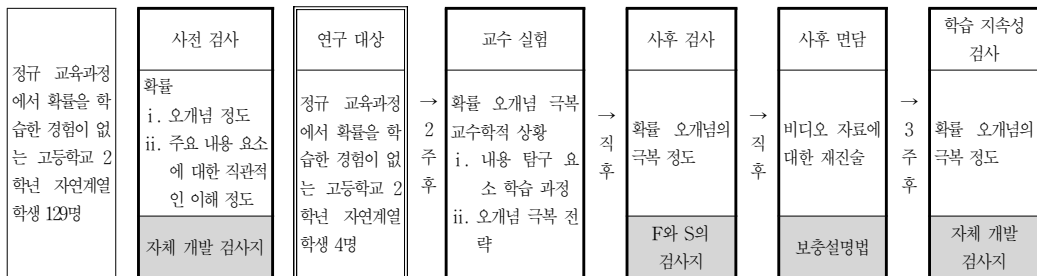 정규 교육과정
에서 확률을 학
습한 경험이 없
는 고등학교 2
학년 자연계열
학생 129명
사전 검사
확률
i. 오개념 정도
ii. 주요 내용 요소
에 대한 직관적
인 이해 정도
자체 개발 검사지
연구 대상
정규 교육과정
에서 확률을 학
습한 경험이 없
는 고등학교 2
학년 자연계열
학생 4명
→
2
주
후
교수 실험
확률 오개념 극복
교수학적 상황
i. 내용 탐구 요
소 학습 과정
ii. 오개념 극복 전
략
→
직
후
사후 검사
확률 오개념의
극복 정도
F와 S의
검사지
→
직
후
사후 면담
비디오 자료에
대한 재진술
보충설명법
→
3
주
후
학습 지속성
검사
확률 오개념의
극복 정도
자체 개발
검사지